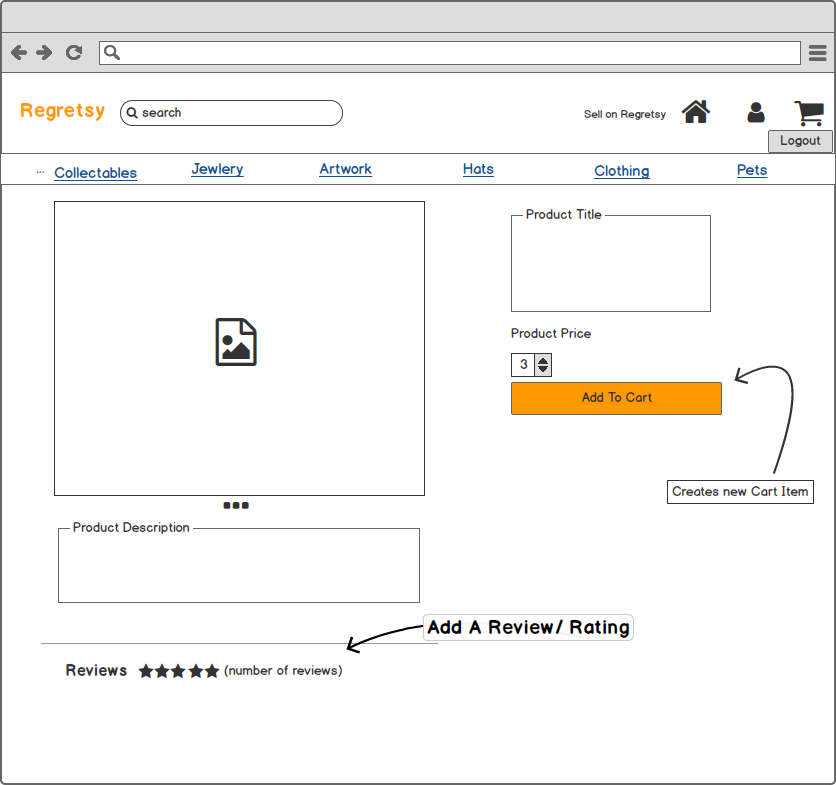 Regretsy
search
Sell on Regretsy
Logout
... Collectables Jewlery Artwork Hats Clothing Pets
Product Title
Product Price
3
Add To Cart
Creates new Cart Item
Product Description
Add A Review/ Rating
Reviews (number of reviews)